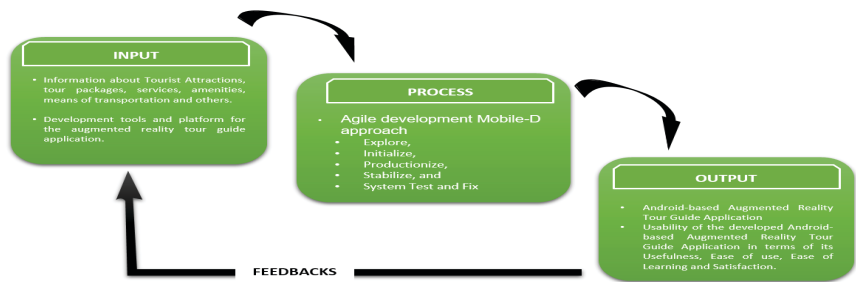 INPUT
• Information about Tourist Attractions,
tour packages, services, amenities,
means of transportation and others.
• Development tools and platform for
the augmented reality tour guide
application.
PROCESS
• Agile development Mobile-D
approach
• Explore,
• Initialize,
• Productionize,
• Stabilize, and
• System Test and Fix
OUTPUT
• Android-based Augmented Reality
Tour Guide Application
• Usability of the developed Android-
based Augmented Reality Tour
Guide Application in terms of its
Usefulness, Ease of use, Ease of
Learning and Satisfaction.
FEEDBACKS